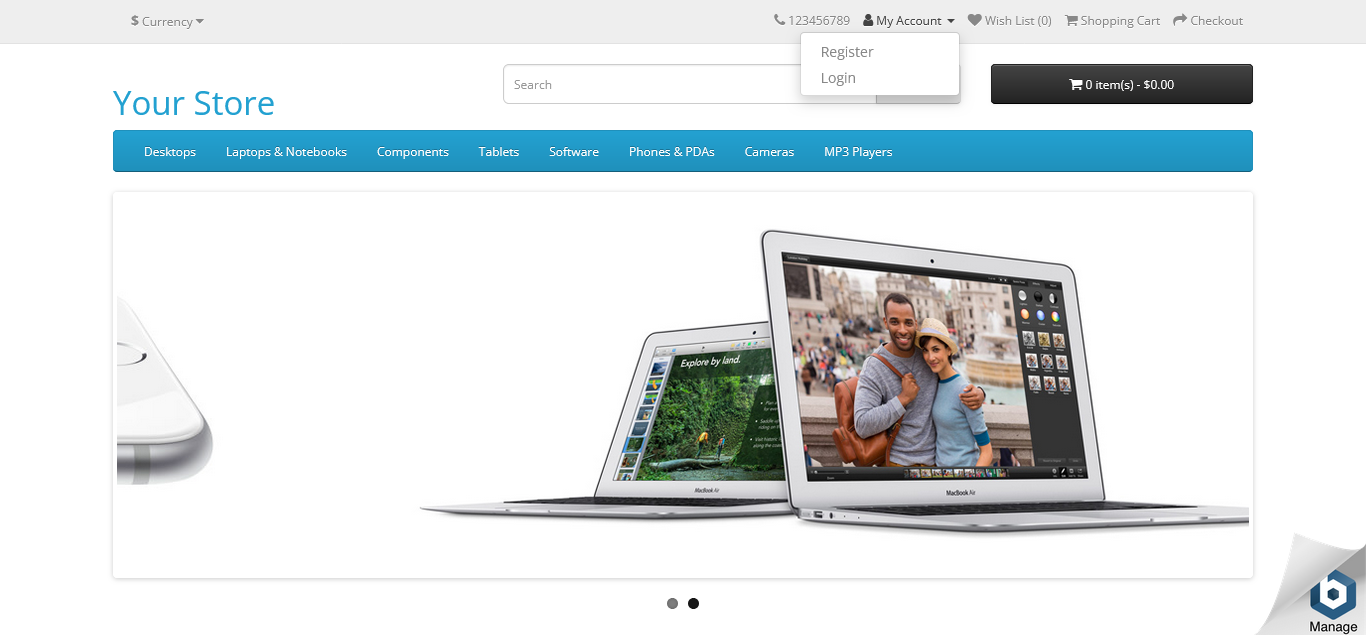 $ Currency
123456789 My Account Wish List (0) Shopping Cart Checkout
Register
Login
Search
0 item(s) - $0.00
Your Store
Desktops Laptops & Notebooks Components Tablets Software Phones & PDAs Cameras MP3 Players
Explore by land.
MacBook Air
MacBook Air
Manage